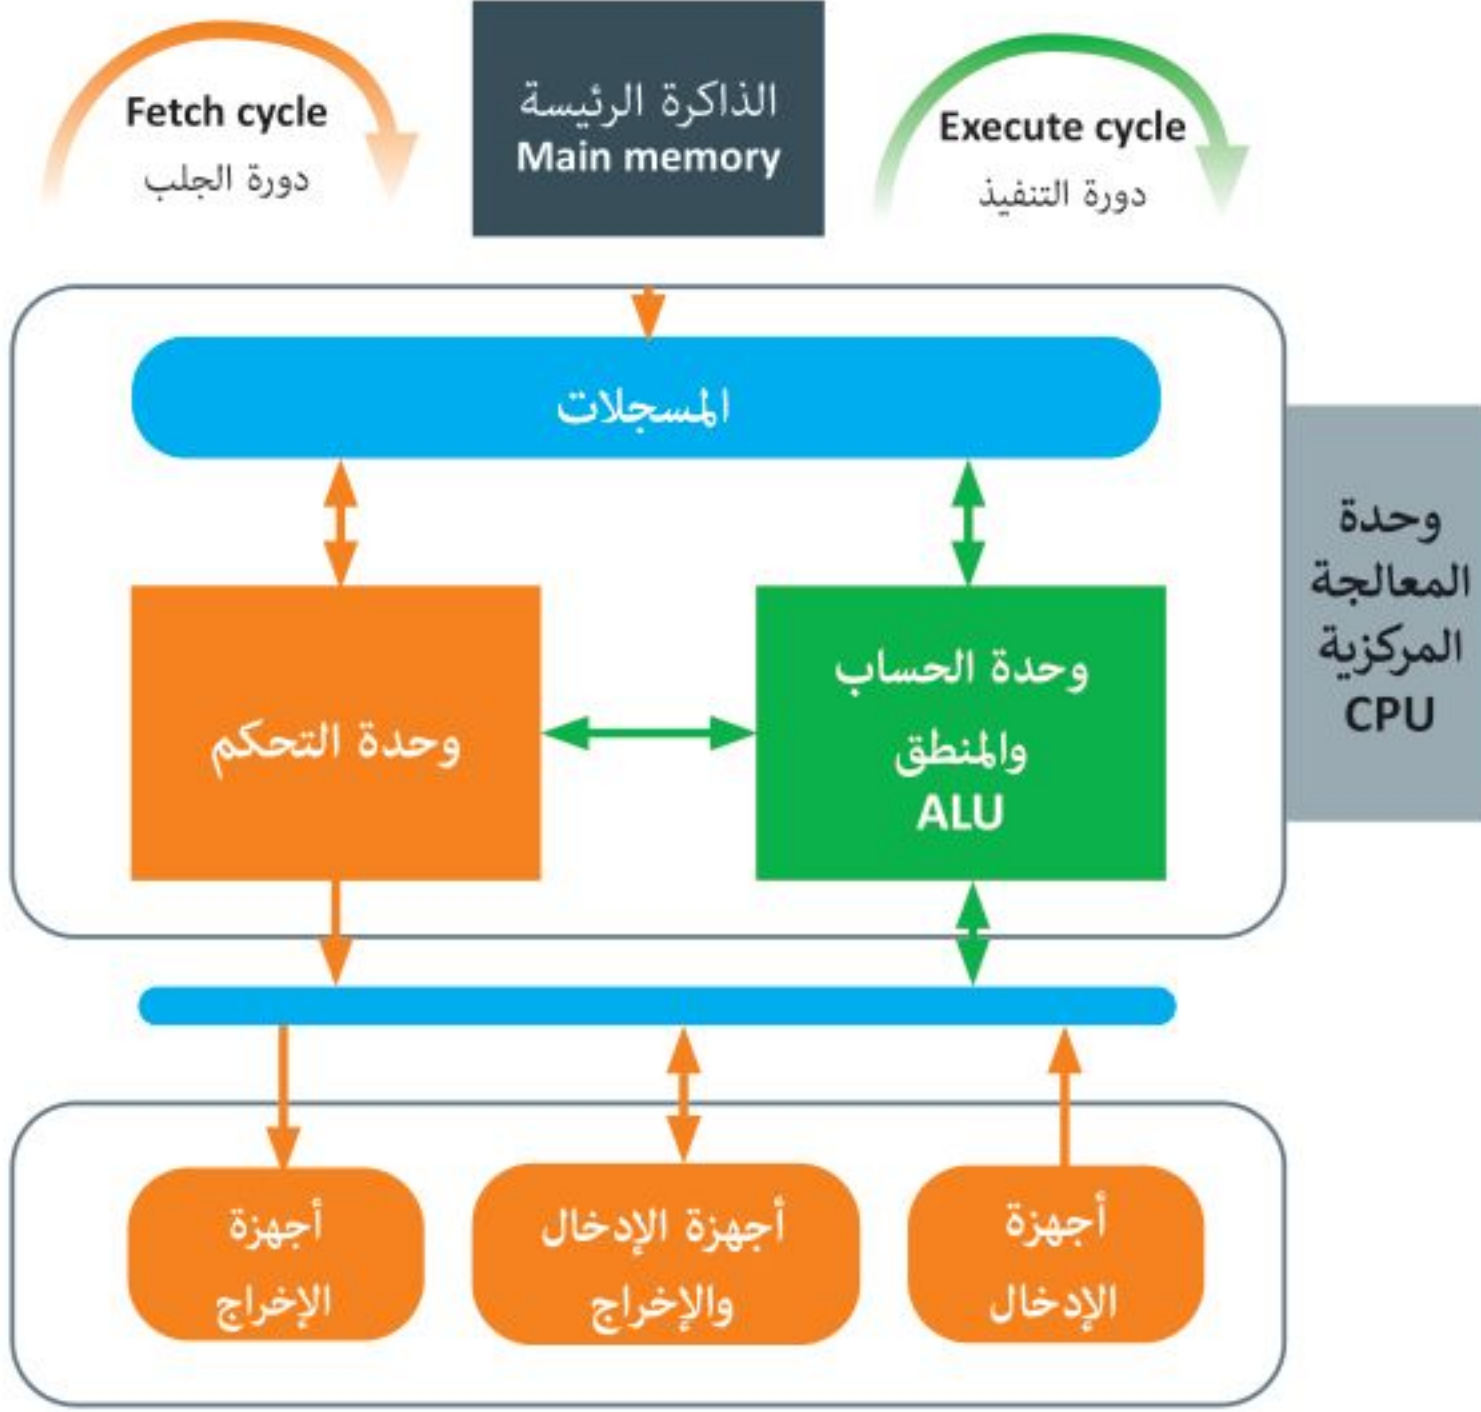 Fetch cycle
دورة الجلب
الذاكرة الرئيسة
Main memory
Execute cycle
دورة التنفيذ
المسجلات
وحدة
المعالجة
المركزية
CPU
وحدة الحساب
والمنطق
ALU
وحدة التحكم
أجهزة
الإدخال
أجهزة الإدخال
والإخراج
أجهزة
الإخراج